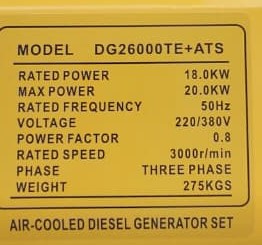 MODEL DG26000TE+ATS
RATED POWER 18.0KW
MAX POWER 20.0KW
RATED FREQUENCY 50Hz
VOLTAGE 220/380V
POWER FACTOR 0.8
RATED SPEED 3000r/min
PHASE THREE PHASE
WEIGHT 275KGS
AIR-COOLED DIESEL GENERATOR SET